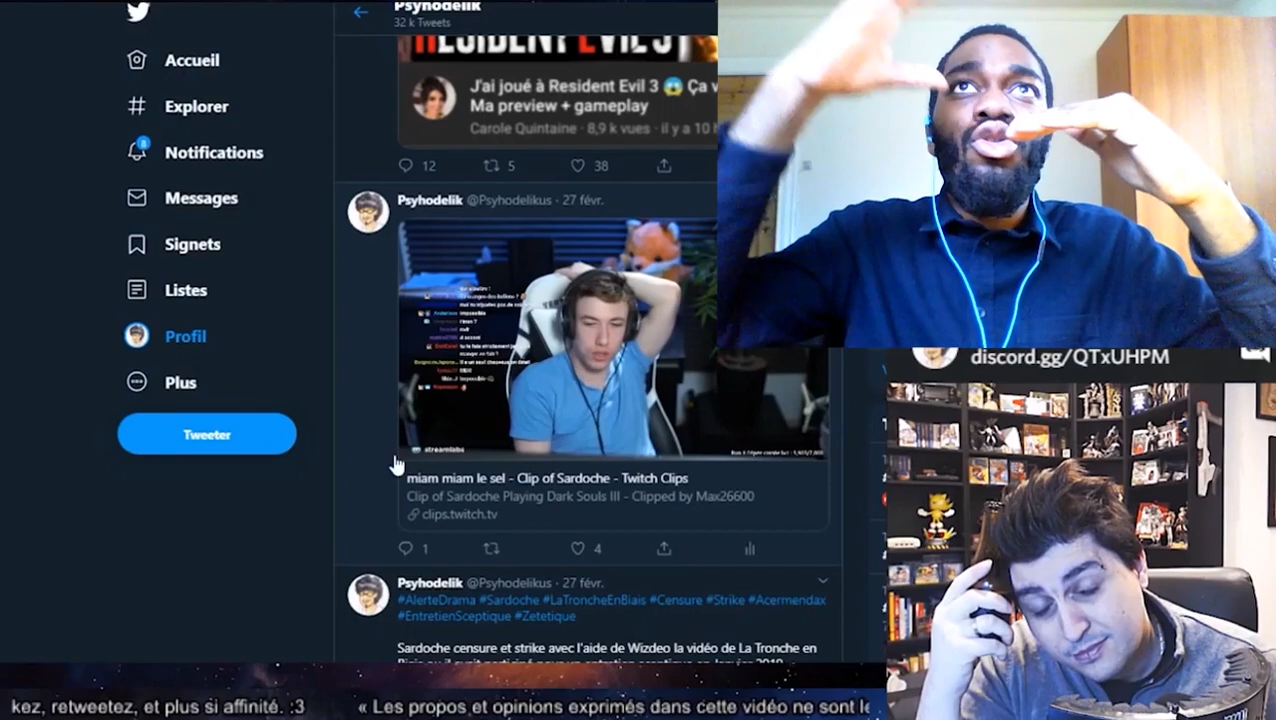 Psyhodelik
32 k Tweets
Accueil
Explorer
8
Notifications
Messages
Signets
Listes
Profil
Plus
Tweeter
RESIDENT EVIL 3
J'ai joué à Resident Evil 3 😱 Ça v
Ma preview + gameplay
Carole Quintaine · 8,9 k vues · il y a 10 h
12 5 38
Psyhodelik @Psyhodelikus · 27 févr.
streamlabs
miam miam le sel - Clip of Sardoche - Twitch Clips
Clip of Sardoche Playing Dark Souls III - Clipped by Max26600
clips.twitch.tv
1 4
Psyhodelik @Psyhodelikus · 27 févr.
#AlerteDrama #Sardoche #LaTroncheEnBiais #Censure #Strike #Acermendax
#EntretienSceptique #Zetetique
Sardoche censure et strike avec l'aide de Wizdeo la vidéo de La Tronche en
discord.gg/QTxUHPM
kez, retweetez, et plus si affinité. :3 « Les propos et opinions exprimés dans cette vidéo ne sont le